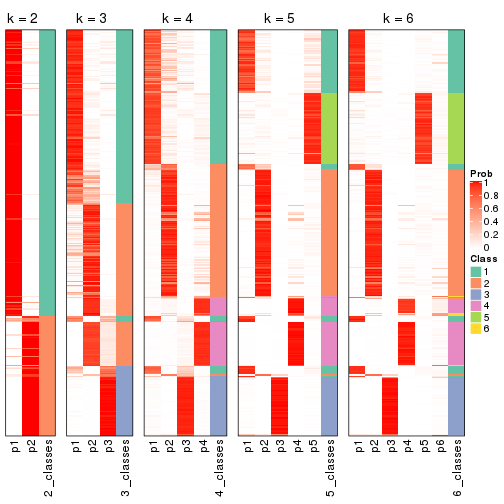 k = 2
k = 3
k = 4
k = 5
k = 6
Prob
1
0.8
0.6
0.4
0.2
0
Class
1
2
3
4
5
6
p1
p2
2_classes
p1
p2
p3
3_classes
p1
p2
p3
p4
4_classes
p1
p2
p3
p4
p5
5_classes
p1
p2
p3
p4
p5
p6
6_classes